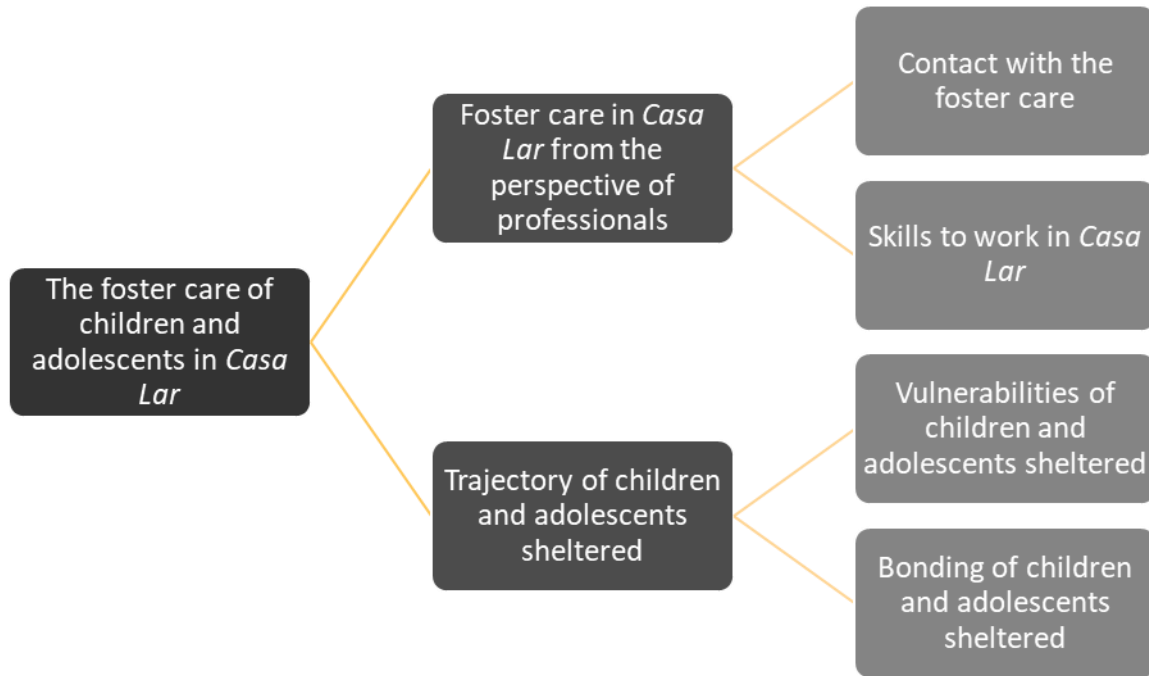 The foster care of
children and
adolescents in Casa
Lar
Foster care in Casa
Lar from the
perspective of
professionals
Contact with the
foster care
Skills to work in Casa
Lar
Trajectory of children
and adolescents
sheltered
Vulnerabilities of
children and
adolescents sheltered
Bonding of children
and adolescents
sheltered